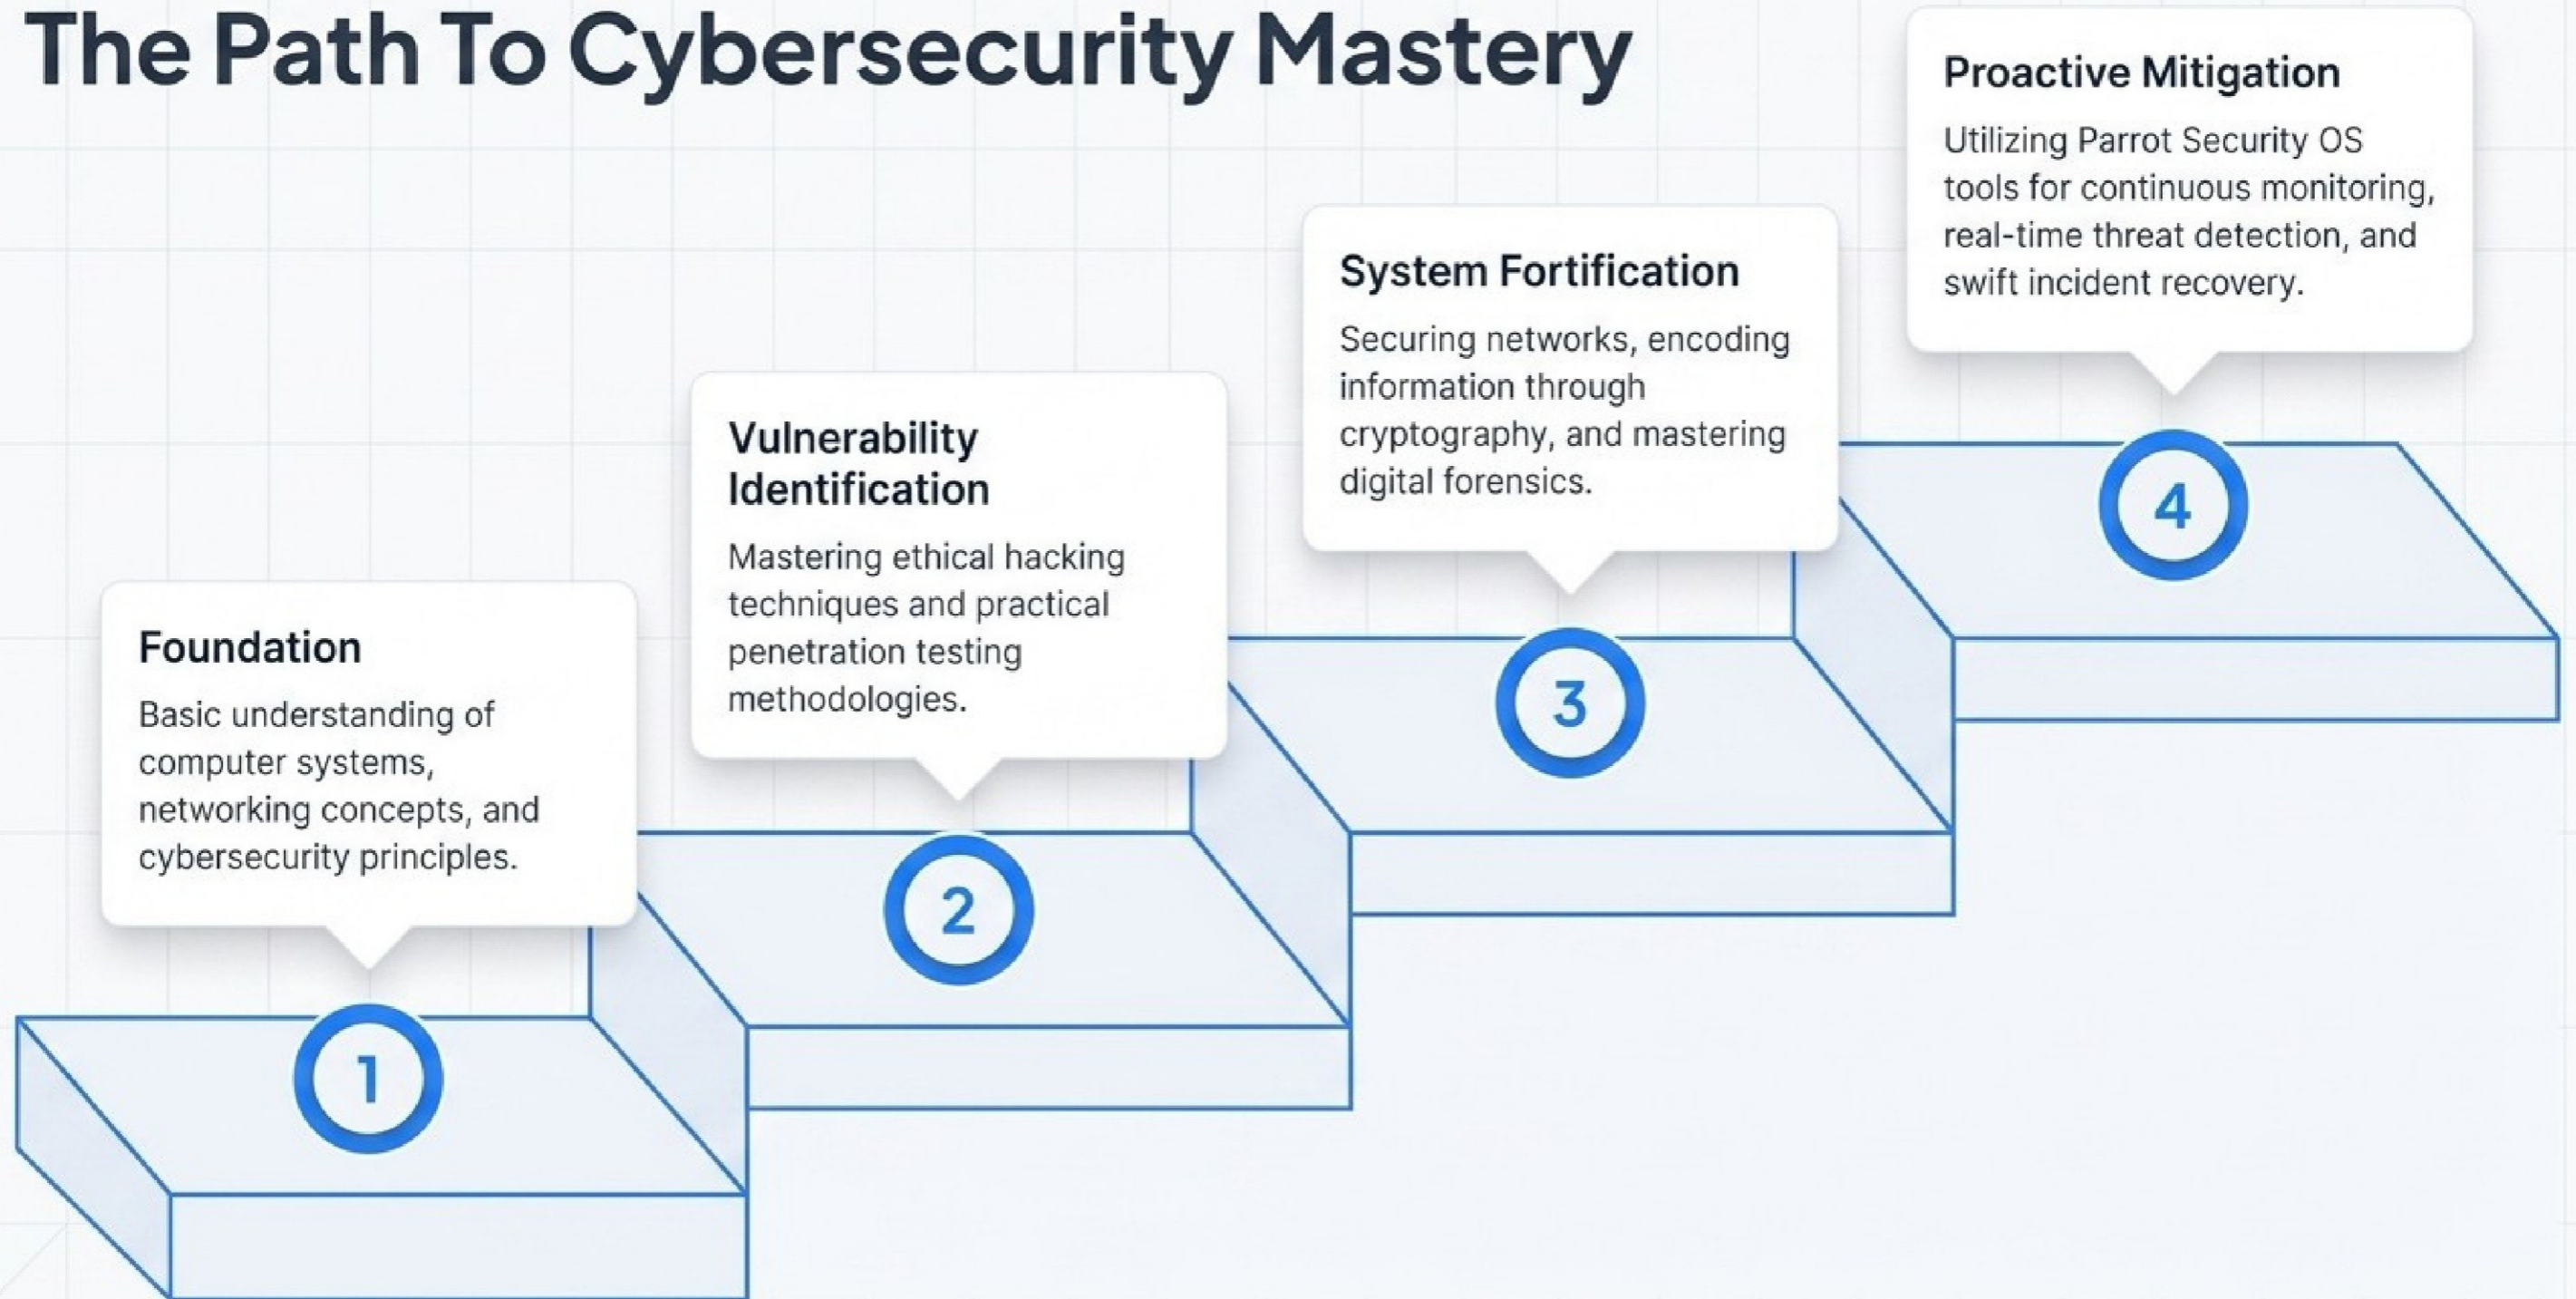 The Path To Cybersecurity Mastery
Foundation
Basic understanding of
computer systems,
networking concepts, and
cybersecurity principles.
1
Vulnerability
Identification
Mastering ethical hacking
techniques and practical
penetration testing
methodologies.
2
System Fortification
Securing networks, encoding
information through
cryptography, and mastering
digital forensics.
3
Proactive Mitigation
Utilizing Parrot Security OS
tools for continuous monitoring,
real-time threat detection, and
swift incident recovery.
4